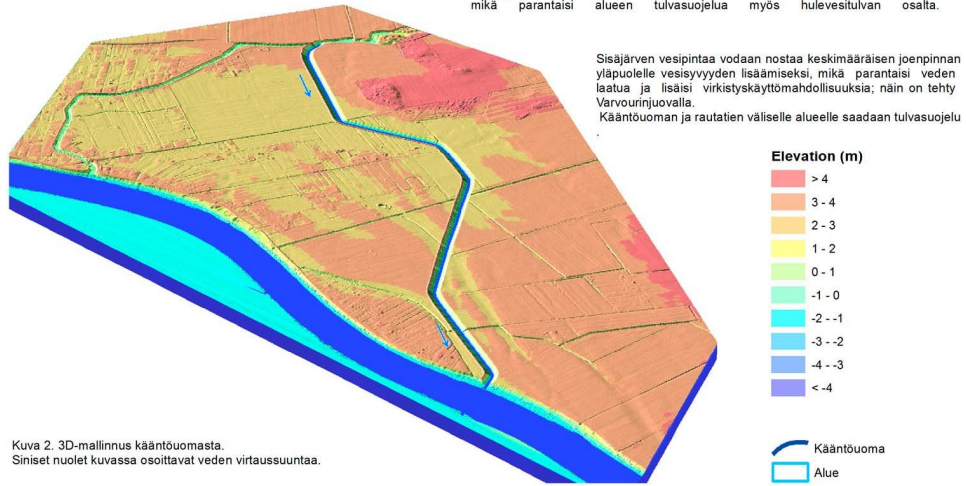 mikä parantaisi alueen tulvasuojelua myös hulevesitulvan osalta.
Sisäjärven vesipintaa vodaan nostaa keskimääräisen joenpinnan
yläpuolelle vesisyvyyden lisäämiseksi, mikä parantaisi veden
laatua ja lisäisi virkistyskäyttömahdollisuuksia; näin on tehty
Varvourinjuovalla.
Kääntöuoman ja rautatien väliselle alueelle saadaan tulvasuojelu
.
Elevation (m)
> 4
3 - 4
2 - 3
1 - 2
0 - 1
-1 - 0
-2 - -1
-3 - -2
-4 - -3
< -4
Kääntöuoma
Alue
Kuva 2. 3D-mallinnus kääntöuomasta.
Siniset nuolet kuvassa osoittavat veden virtaussuuntaa.